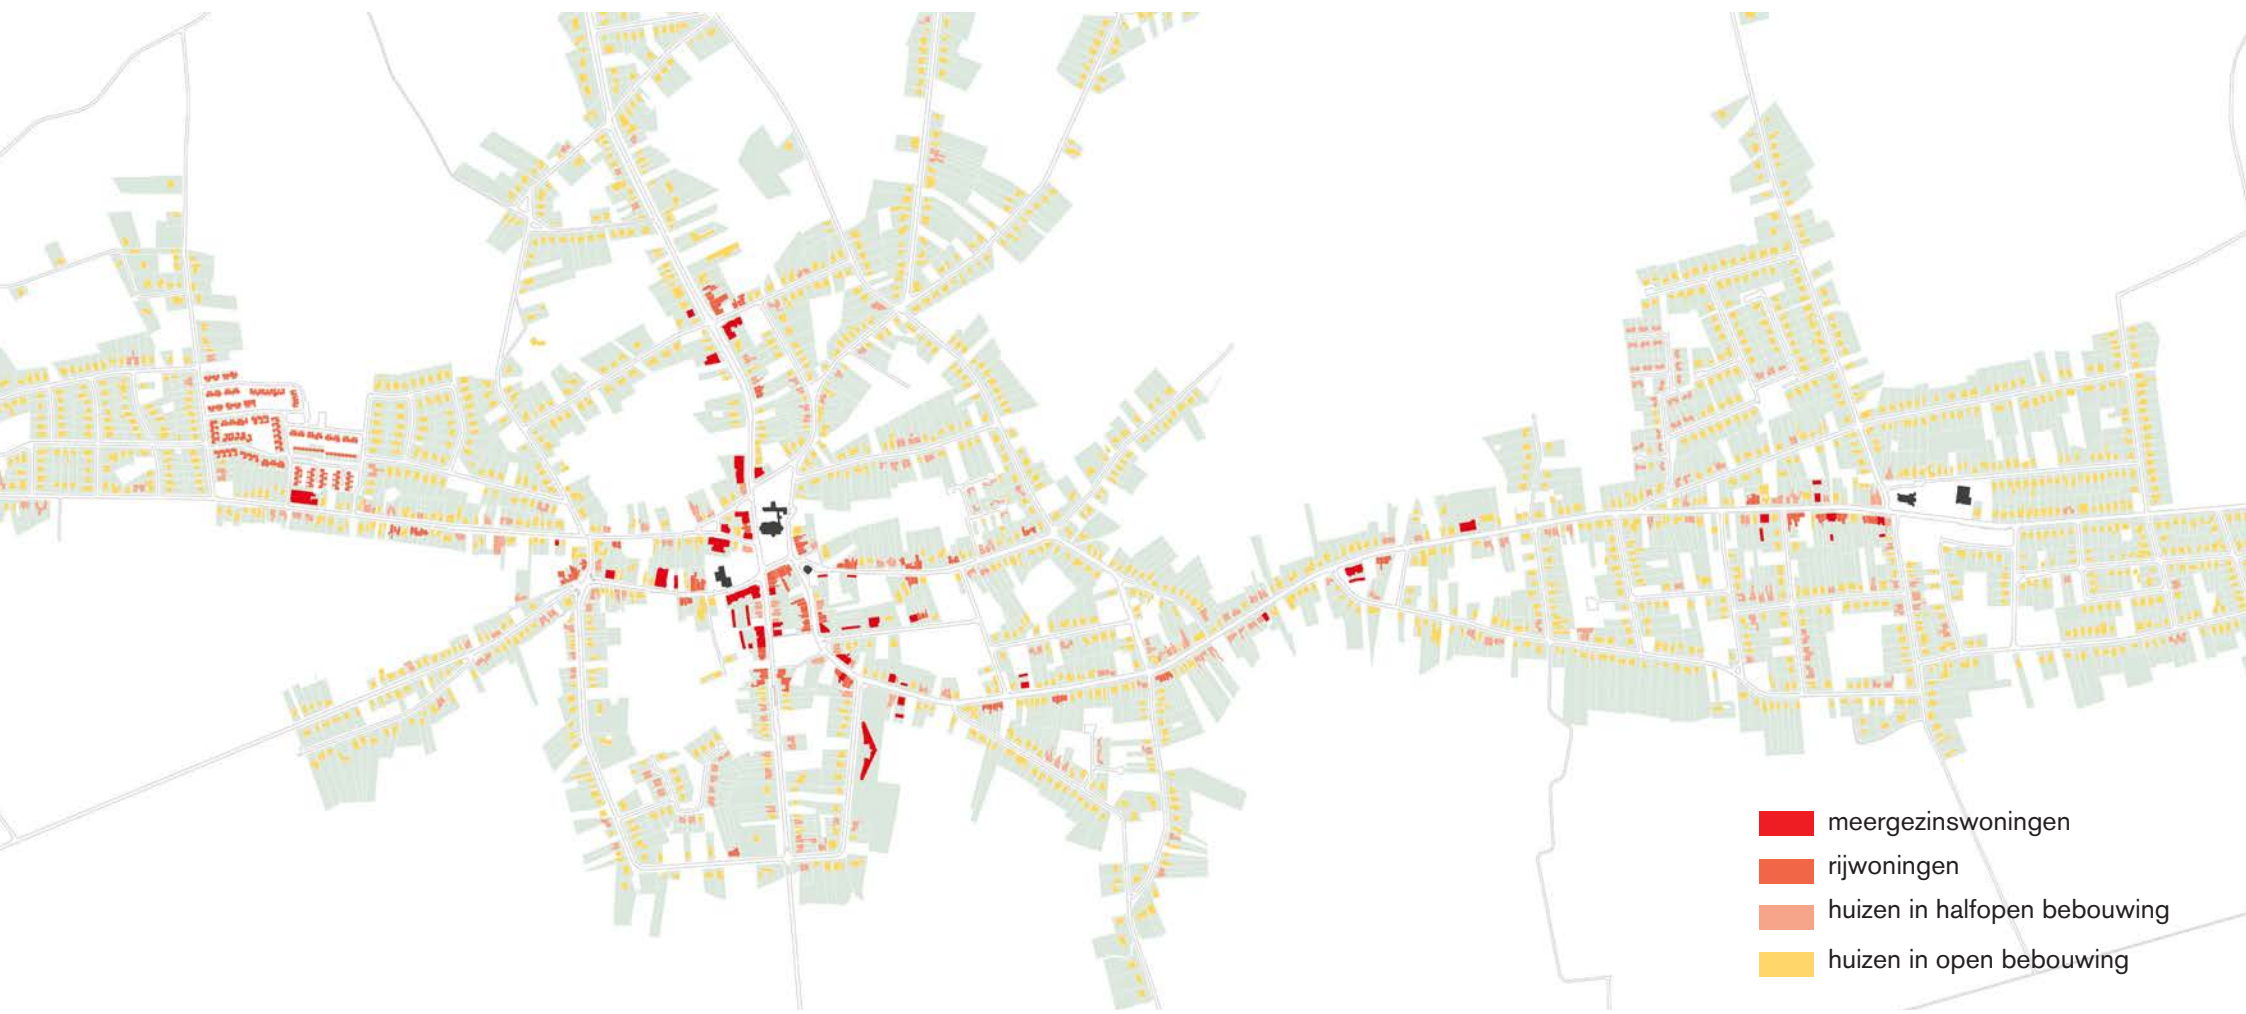 meergezinswoningen
rijwoningen
huizen in halfopen bebouwing
huizen in open bebouwing